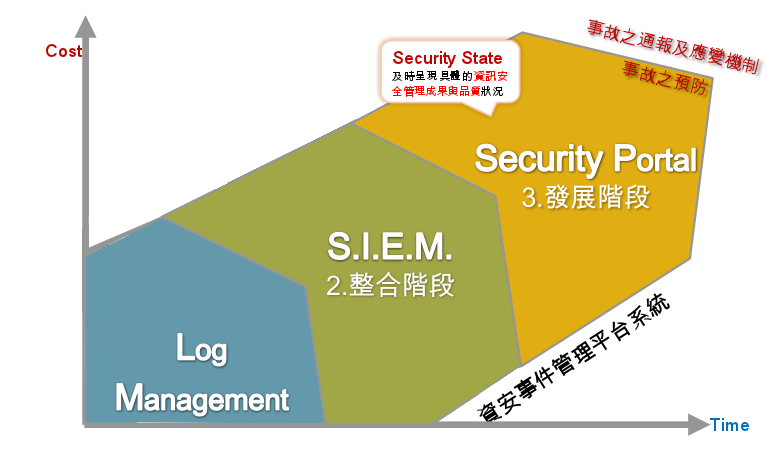 Cost
事故之通報及應變機制
事故之預防
Security State
及時呈現具體的資訊安
全管理成果與品質狀況
Security Portal
3.發展階段
S.I.E.M.
2.整合階段
Log
Management
資安事件管理平台系統
Time